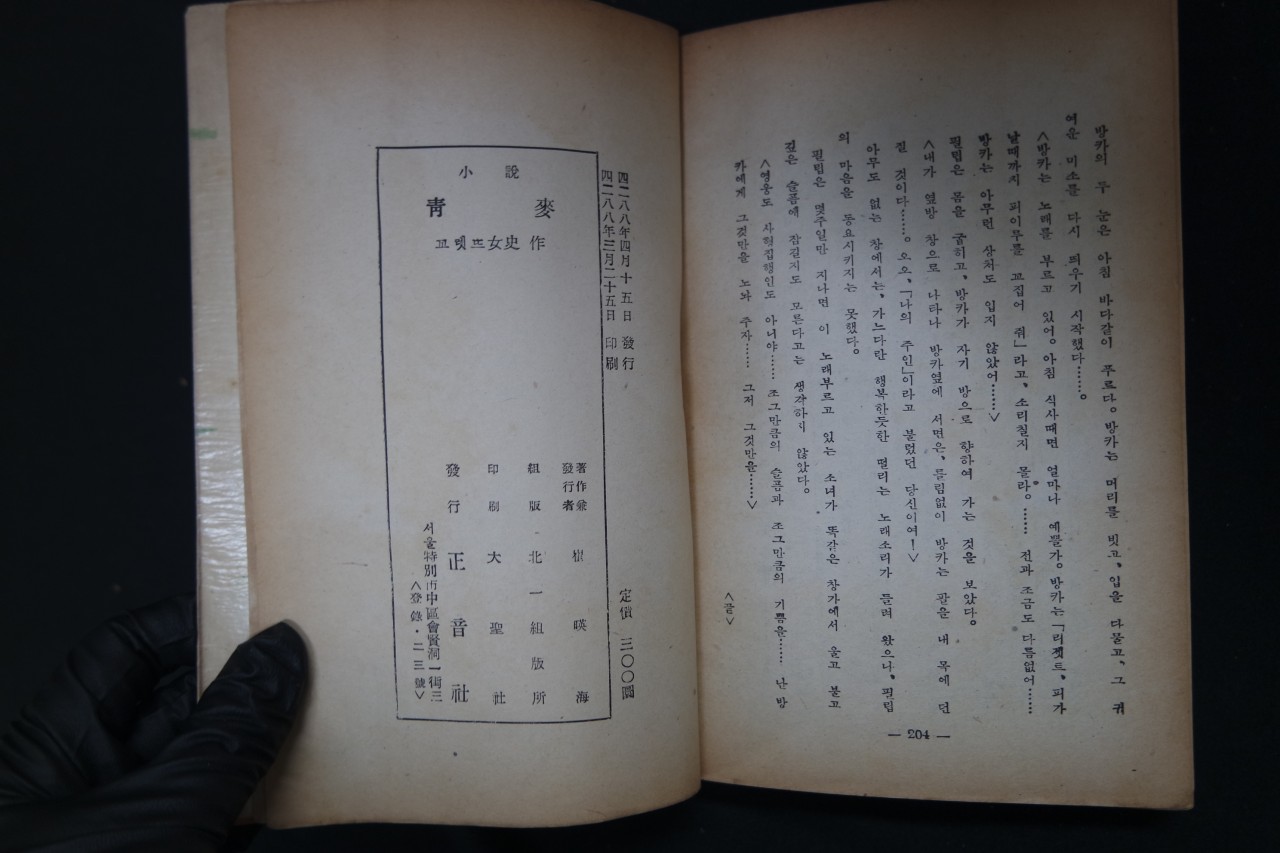 방카의 두 눈은 아침 바다같이 푸르다。방카는 머리를 빗고、입을 다물고、그 귀
여운 미소를 다시 띄우기 시작했다……。
<방카는 노래를 부르고 있어。아침 식사때면 얼마나 예쁠가。방카는「리젯트、피가
날때까지 피이루를 꼬집어 줘」라고、소리칠지 몰라。…… 전과 조금도 다름없어……
방카는 아무런 상처도 입지 않았어……>
필립은 몸을 굽히고、방카가 자기 방으로 향하여 가는 것을 보았다。
<내가 옆방 창으로 나타나 방카옆에 서면은、틀림없이 방카는 팔을 내 목에 던
질 것이다……。오오、「나의 주인」이라고 불렀던 당신이여!>
아무도 없는 창에서는、가느다란 행복한듯한 떨리는 노래소리가 들려 왔으나、필립
의 마음을 동요시키지는 못했다。
필립은 몇주일만 지나면 이 노래부르고 있는 소녀가 똑같은 창가에서 울고 불고
깊은 슬픔에 잠길지도 모른다고는 생각하지 않았다。
<영웅도 사형집행인도 아니야……조그만큼의 슬픔과 조그만큼의 기쁨을…… 난 방
카에게 그것만을 노와 주자…… 그저 그것만을……>
<끝>
— 204 —
四二八八年四月十五日 發行
四二八八年三月二十五日 印刷
定價 三〇〇圜
小 說
靑 麥
꼬렛뜨女史作
著作兼發行者 崔暎海
組版 北一組版所
印刷 大聖社
發行 正音社
서울特別市中區會賢洞一街三
<登錄·二三號>